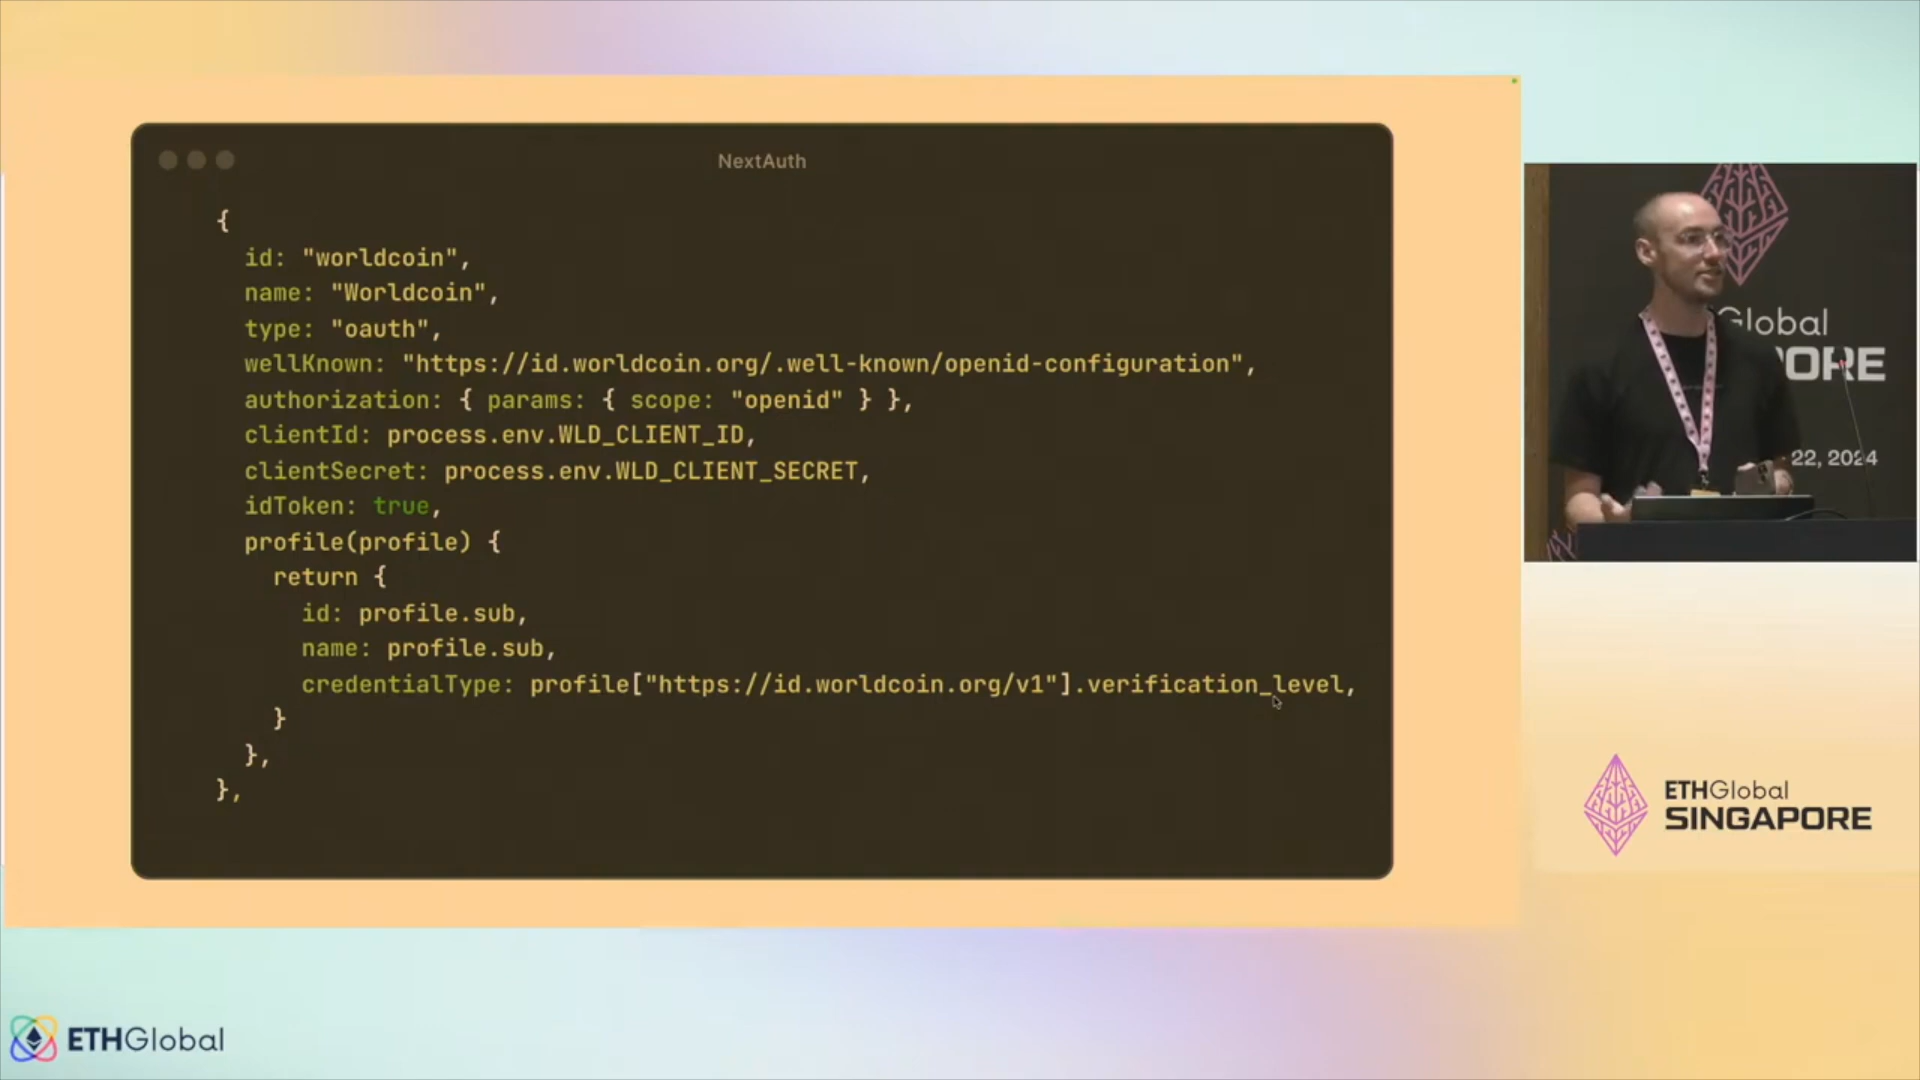 NextAuth
{
id: "worldcoin",
name: "Worldcoin",
type: "oauth",
wellKnown: "https://id.worldcoin.org/.well-known/openid-configuration",
authorization: { params: { scope: "openid" } },
clientId: process.env.WLD_CLIENT_ID,
clientSecret: process.env.WLD_CLIENT_SECRET,
idToken: true,
profile(profile) {
return {
id: profile.sub,
name: profile.sub,
credentialType: profile["https://id.worldcoin.org/v1"].verification_level,
}
},
},
Global
PORE
22, 2024
ETHGlobal
SINGAPORE
ETHGlobal